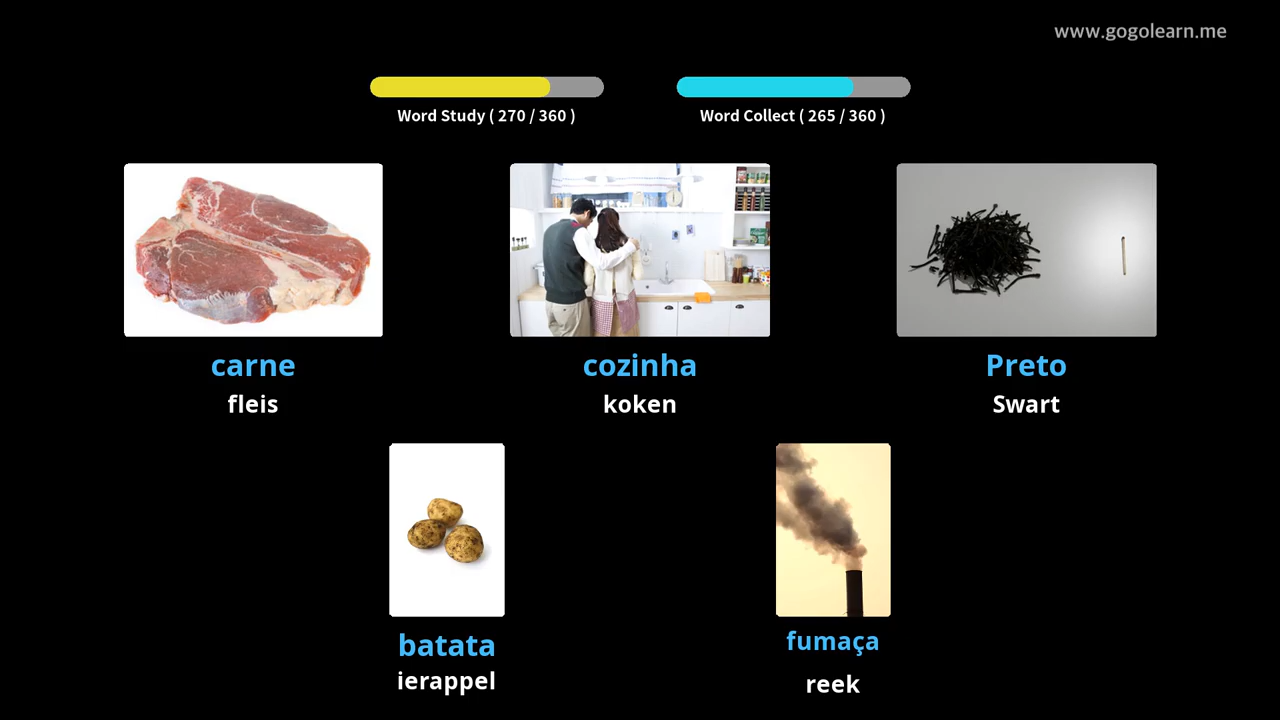 www.gogolearn.me
Word Study ( 270 / 360 )
Word Collect ( 265 / 360 )
carne
fleis
cozinha
koken
Preto
Swart
batata
ierappel
fumaça
reek